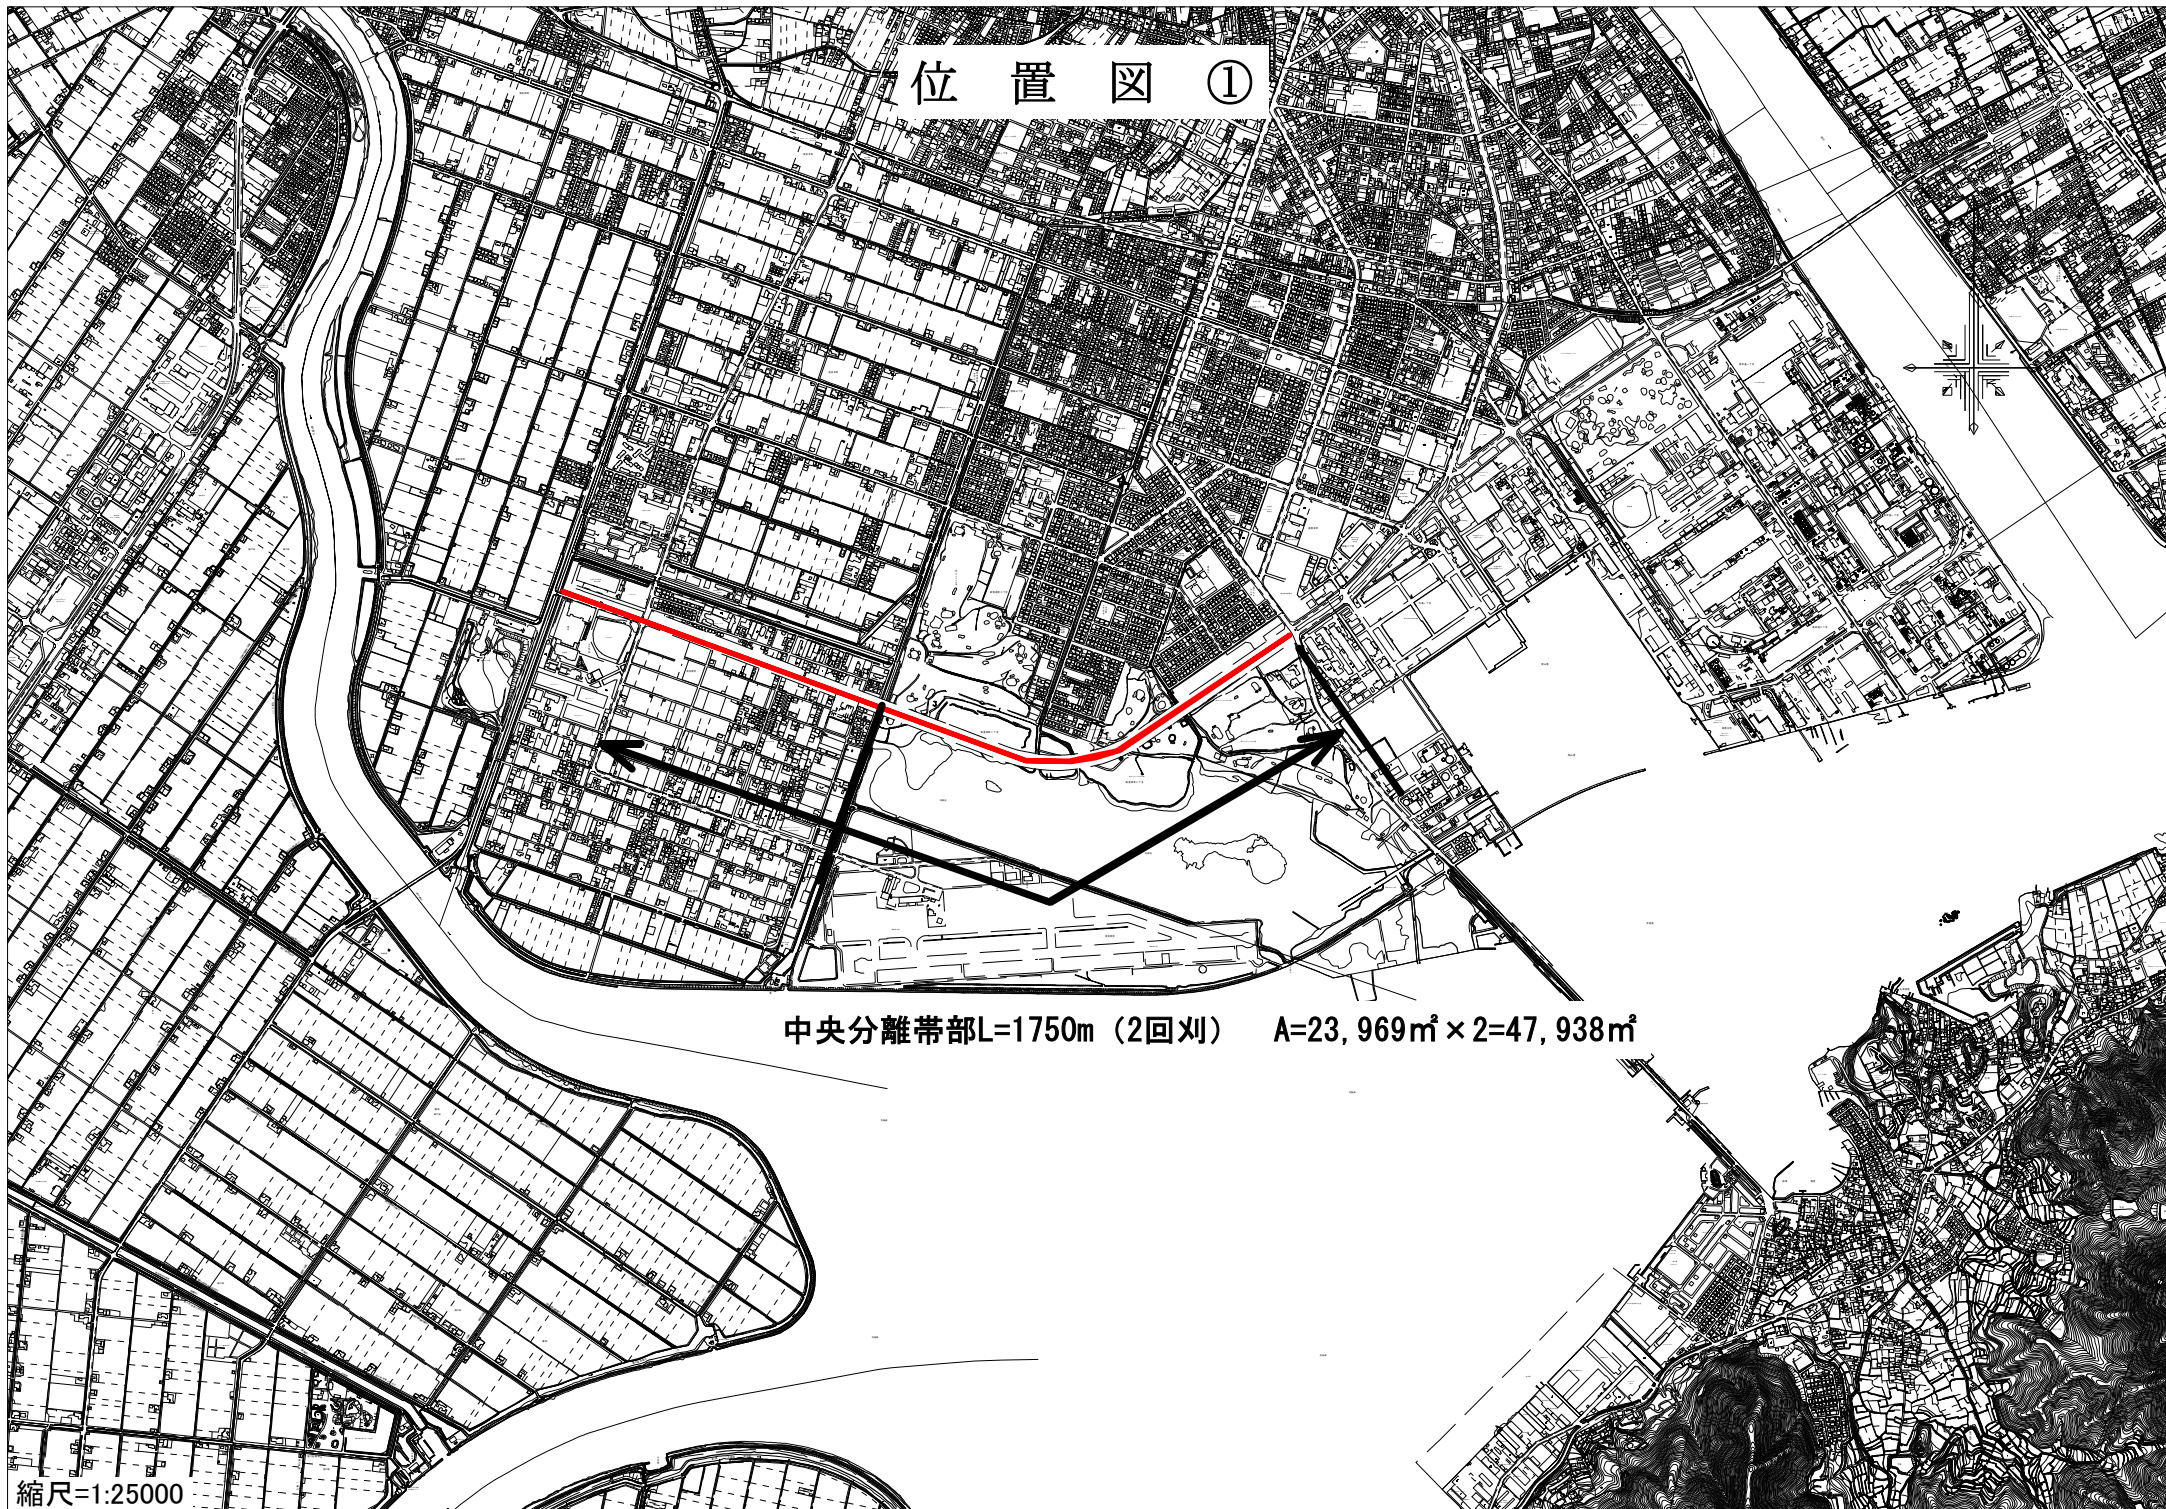 位 置 図 ①
中央分離帯部L=1750m（2回刈） A=23,969㎡×2=47,938㎡
縮尺=1:25000